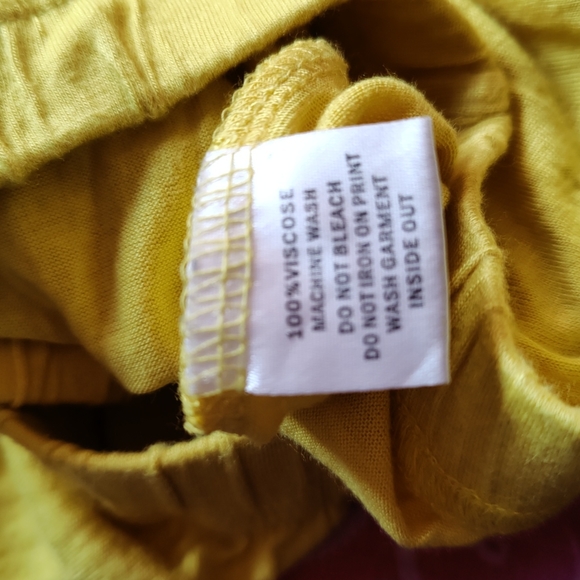 100%VISCOSE
MACHINE WASH
DO NOT BLEACH
DO NOT IRON ON PRINT
WASH GARMENT
INSIDE OUT